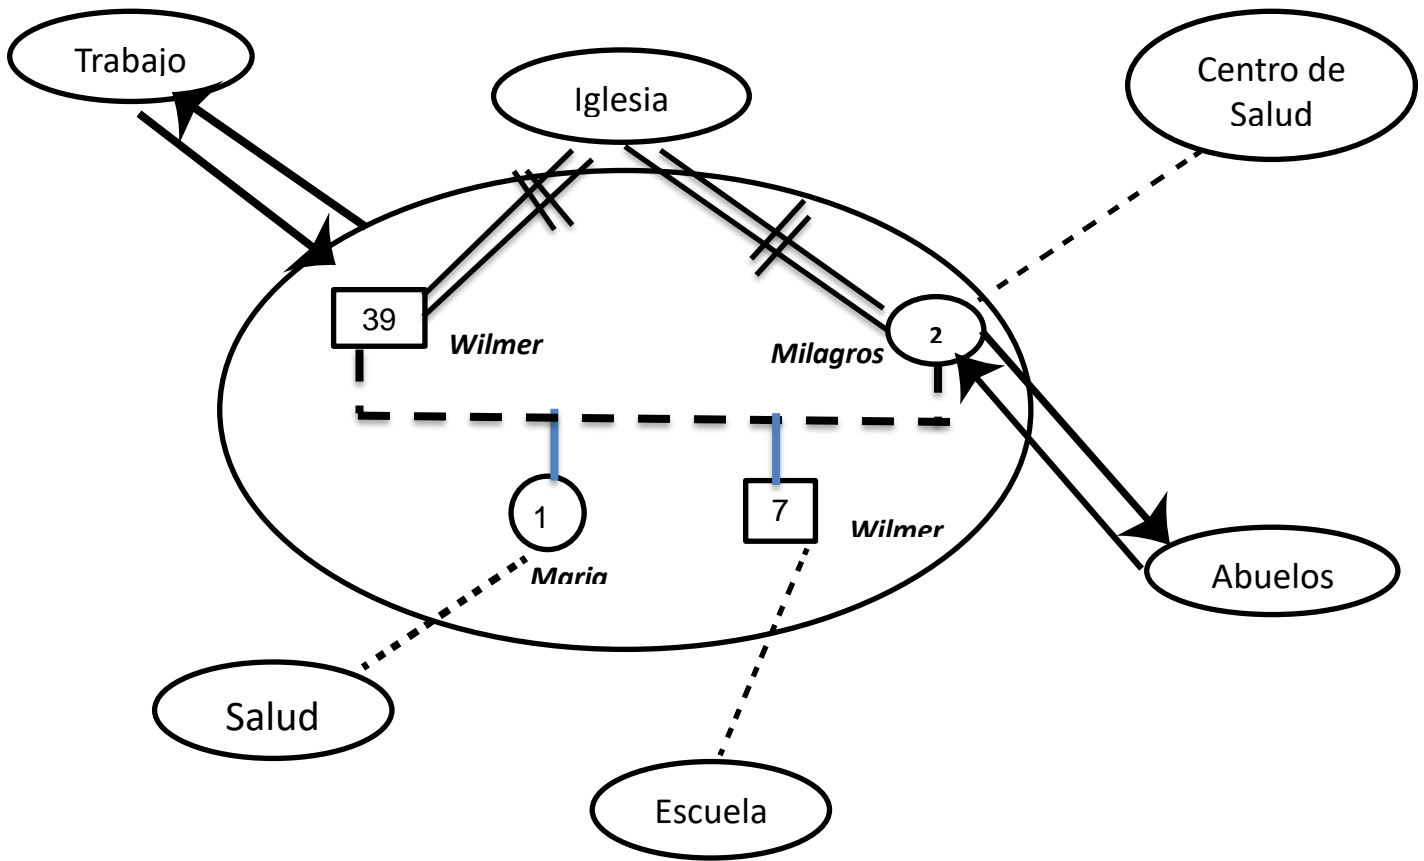 Trabajo
Iglesia
Centro de
Salud
39
Wilmer
Milagros
2
1
Maria
7
Wilmer
Abuelos
Salud
Escuela